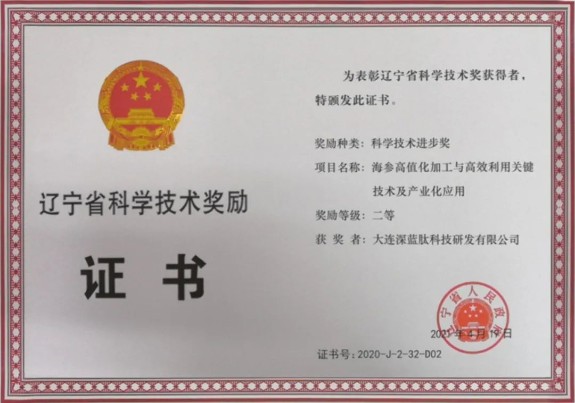 辽宁省科学技术奖励
证书
为表彰辽宁省科学技术奖获得者，
特颁发此证书。
奖励种类：科学技术进步奖
项目名称：海参高值化加工与高效利用关键
技术及产业化应用
奖励等级：二等
获 奖 者：大连深蓝肽科技研发有限公司
辽宁省人民政府
月19日
证书号：2020-J-2-32-D02